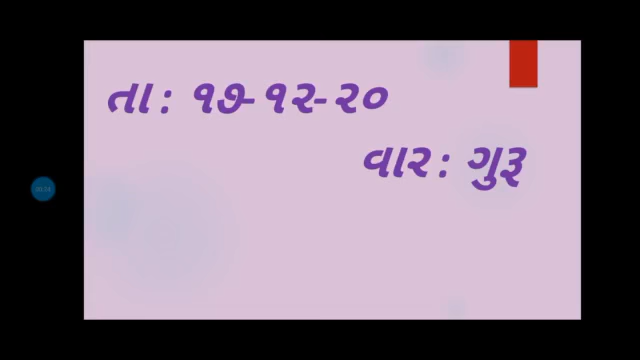 તા : ૧૭-૧૨-૨૦
વાર : ગુરૂ